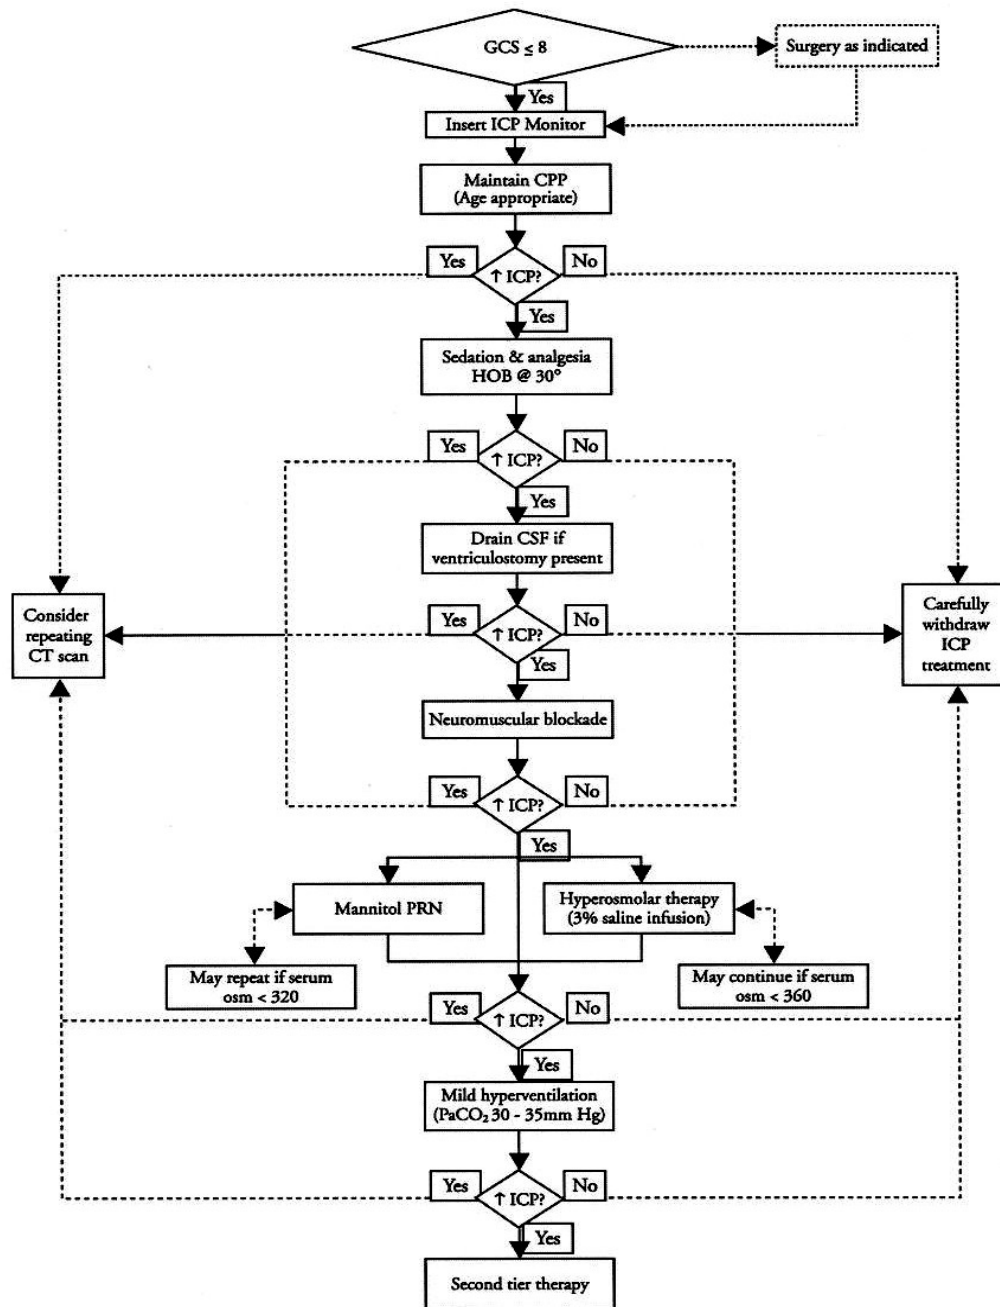 GCS ≤ 8
Surgery as indicated
Yes
Insert ICP Monitor
Maintain CPP
(Age appropriate)
Yes
↑ ICP?
No
Yes
Sedation & analgesia
HOB @ 30°
Yes
↑ ICP?
No
Yes
Drain CSF if
ventriculostomy present
Consider
repeating
CT scan
Yes
↑ ICP?
No
Carefully
withdraw
ICP
treatment
Yes
Neuromuscular blockade
Yes
↑ ICP?
No
Yes
Mannitol PRN
Hyperosmolar therapy
(3% saline infusion)
May repeat if serum
osm < 320
May continue if serum
osm < 360
Yes
↑ ICP?
No
Yes
Mild hyperventilation
(PaCO₂ 30 - 35mm Hg)
Yes
↑ ICP?
No
Yes
Second tier therapy